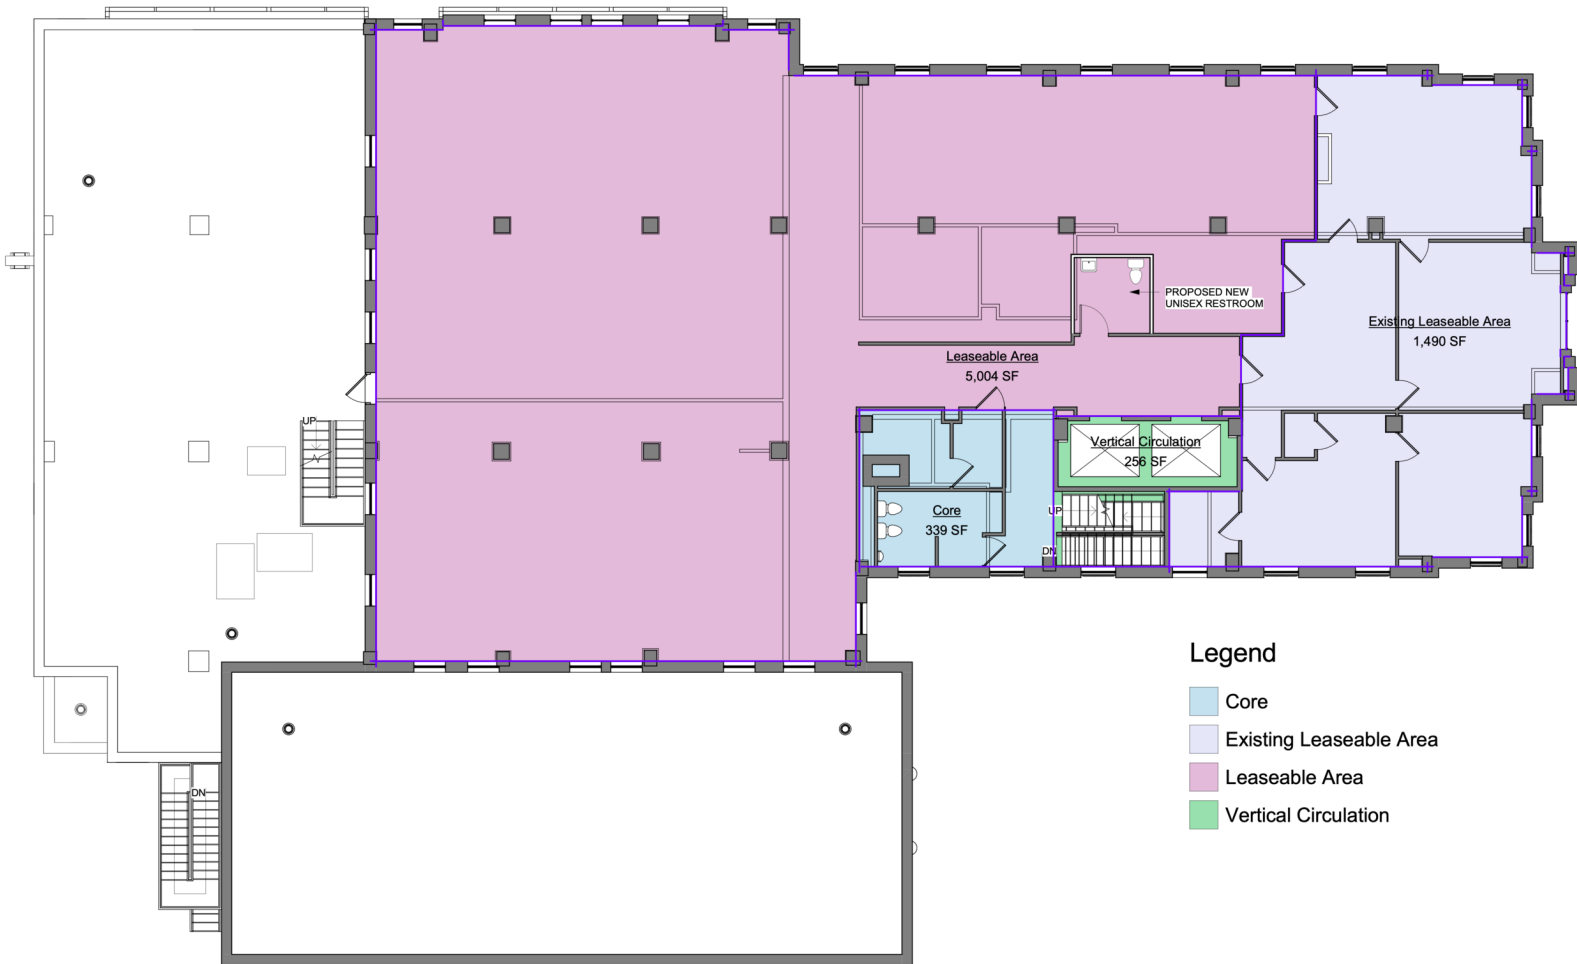 PROPOSED NEW
UNISEX RESTROOM
Existing Leaseable Area
1,490 SF
Leaseable Area
5,004 SF
UP
Vertical Circulation
256 SF
Core
339 SF
UP
DN
Legend
Core
Existing Leaseable Area
Leaseable Area
Vertical Circulation
DN